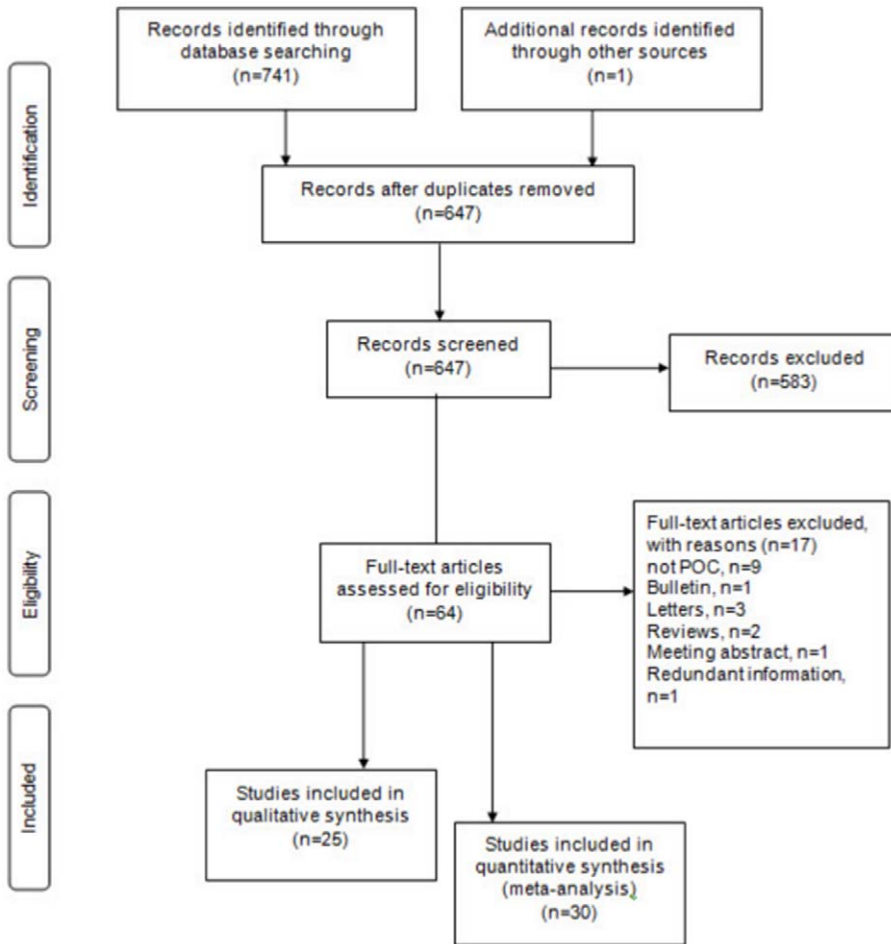 Records identified through
database searching
(n=741)
Additional records identified
through other sources
(n=1)
Identification
Records after duplicates removed
(n=647)
Screening
Records screened
(n=647)
Records excluded
(n=583)
Eligibility
Full-text articles
assessed for eligibility
(n=64)
Full-text articles excluded,
with reasons (n=17)
not POC, n=9
Bulletin, n=1
Letters, n=3
Reviews, n=2
Meeting abstract, n=1
Redundant information,
n=1
Included
Studies included in
qualitative synthesis
(n=25)
Studies included in
quantitative synthesis
(meta-analysis)
(n=30)